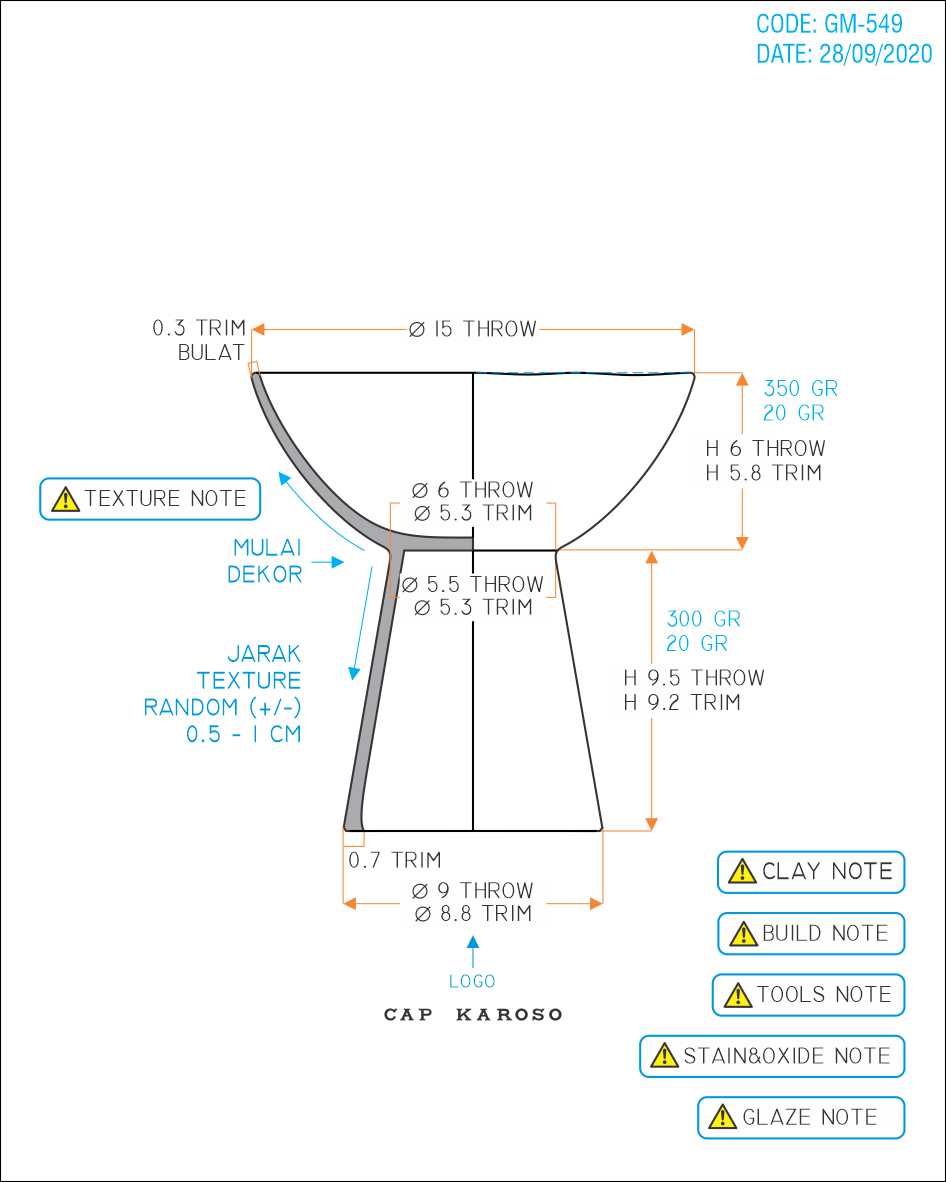 CODE: GM-549
DATE: 28/09/2020
0.3 TRIM
BULAT
Ø 15 THROW
350 GR
20 GR
H 6 THROW
H 5.8 TRIM
Ø 6 THROW
Ø 5.3 TRIM
TEXTURE NOTE
MULAI
DEKOR
Ø 5.5 THROW
Ø 5.3 TRIM
300 GR
20 GR
H 9.5 THROW
H 9.2 TRIM
JARAK
TEXTURE
RANDOM (+/-)
0.5 - 1 CM
0.7 TRIM
Ø 9 THROW
Ø 8.8 TRIM
LOGO
CAP KAROSO
CLAY NOTE
BUILD NOTE
TOOLS NOTE
STAIN&OXIDE NOTE
GLAZE NOTE